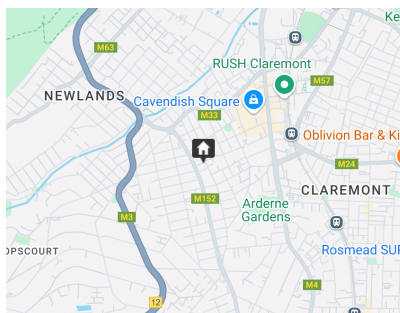 Ke
M63
RUSH Claremont
M57
NEWLANDS
Cavendish Square
M33
Oblivion Bar & Ki
M24
CLAREMONT
M152
Arderne
Gardens
M3
OPSCOURT
Rosmead SUP
M4
12